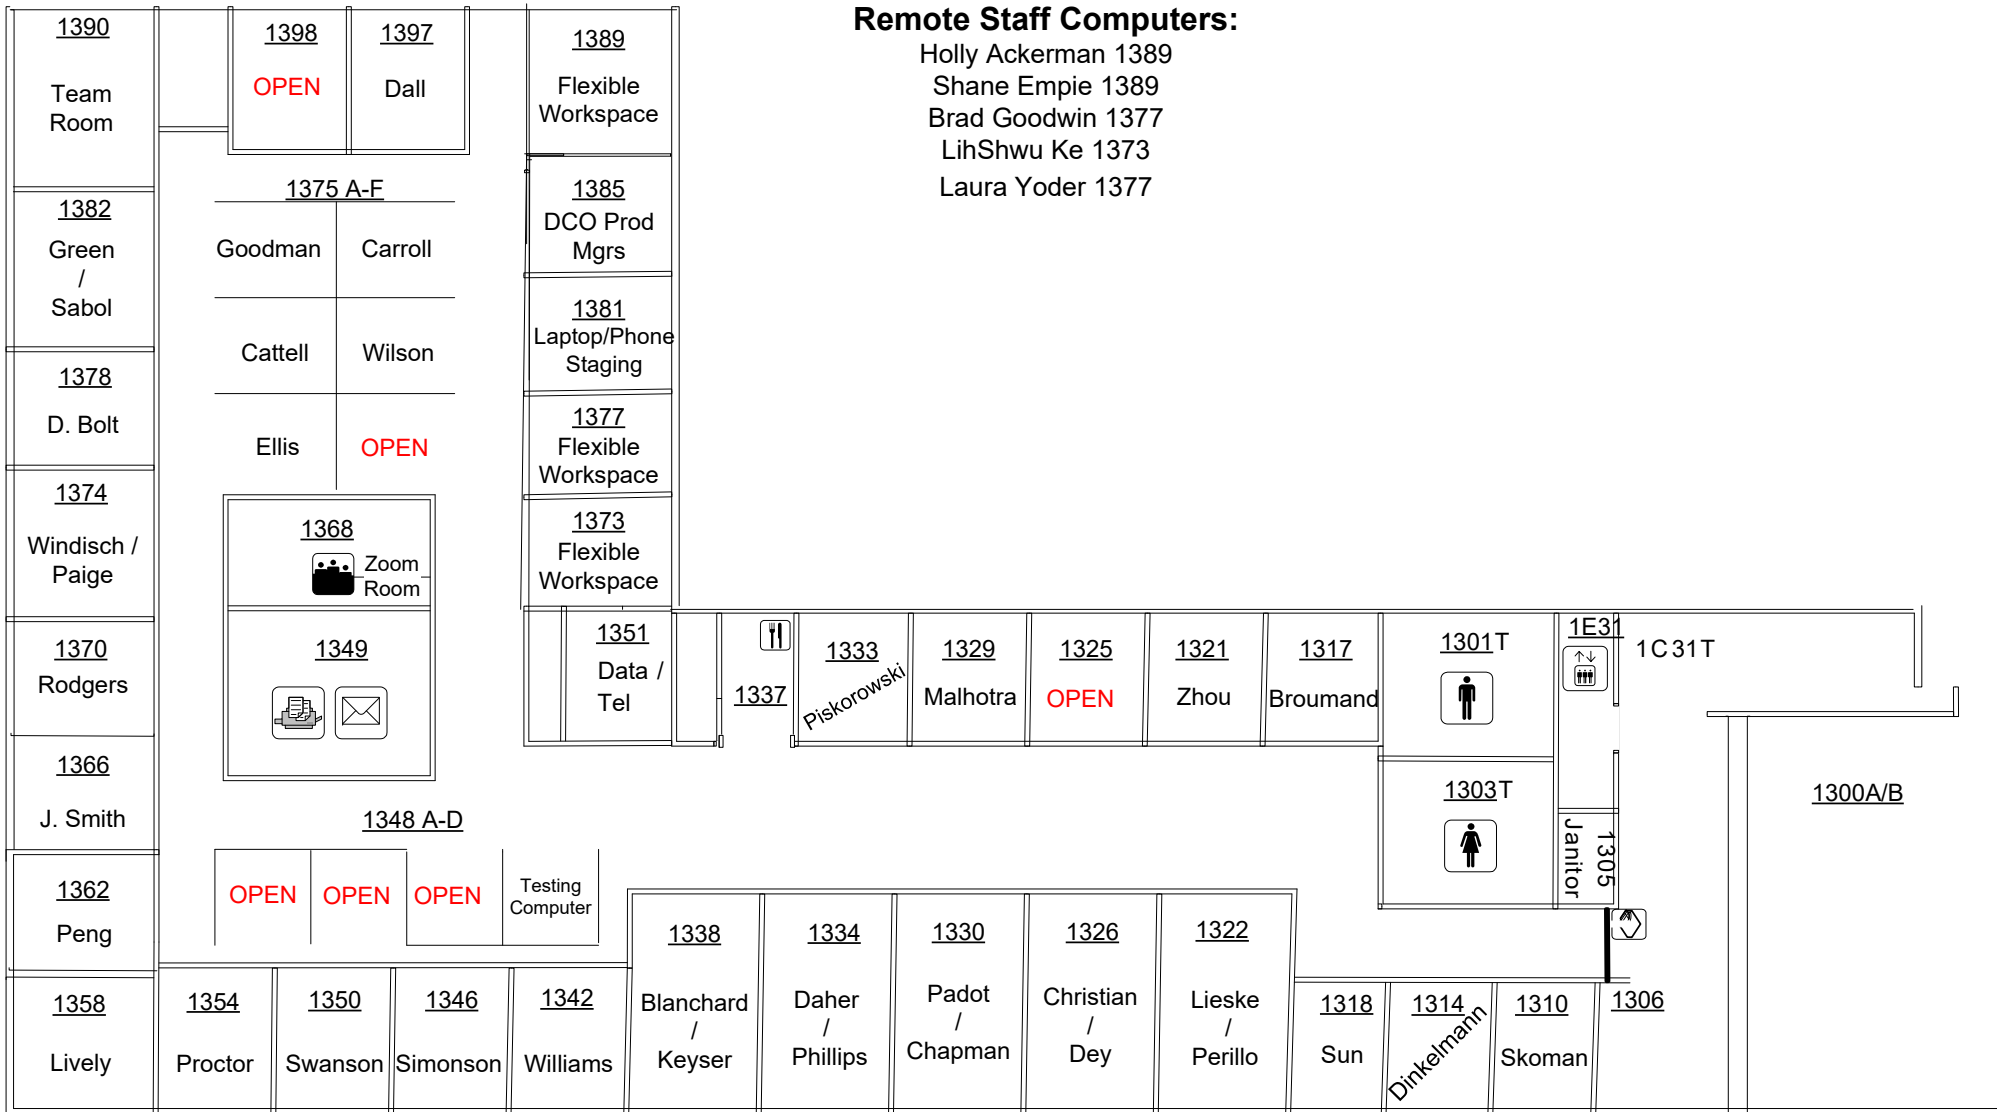 Remote Staff Computers:
Holly Ackerman 1389
Shane Empie 1389
Brad Goodwin 1377
LihShwu Ke 1373
Laura Yoder 1377
1390
Team
Room
1398
OPEN
1397
Dall
1389
Flexible
Workspace
1382
Green
/
Sabol
1375 A-F
Goodman
Carroll
Cattell
Wilson
Ellis
OPEN
1385
DCO Prod
Mgrs
1381
Laptop/Phone
Staging
1378
D. Bolt
1377
Flexible
Workspace
1374
Windisch /
Paige
1368
Zoom
Room
1373
Flexible
Workspace
1370
Rodgers
1349
1351
Data /
Tel
1337
1333
Piskorowski
1329
Malhotra
1325
OPEN
1321
Zhou
1317
Broumand
1301T
1E31
1C31T
1366
J. Smith
1348 A-D
1303T
1305
Janitor
1300A/B
1362
Peng
OPEN
OPEN
OPEN
Testing
Computer
1358
Lively
1354
Proctor
1350
Swanson
1346
Simonson
1342
Williams
1338
Blanchard
/
Keyser
1334
Daher
/
Phillips
1330
Padot
/
Chapman
1326
Christian
/
Dey
1322
Lieske
/
Perillo
1318
Sun
1314
Dinkelmann
1310
Skoman
1306